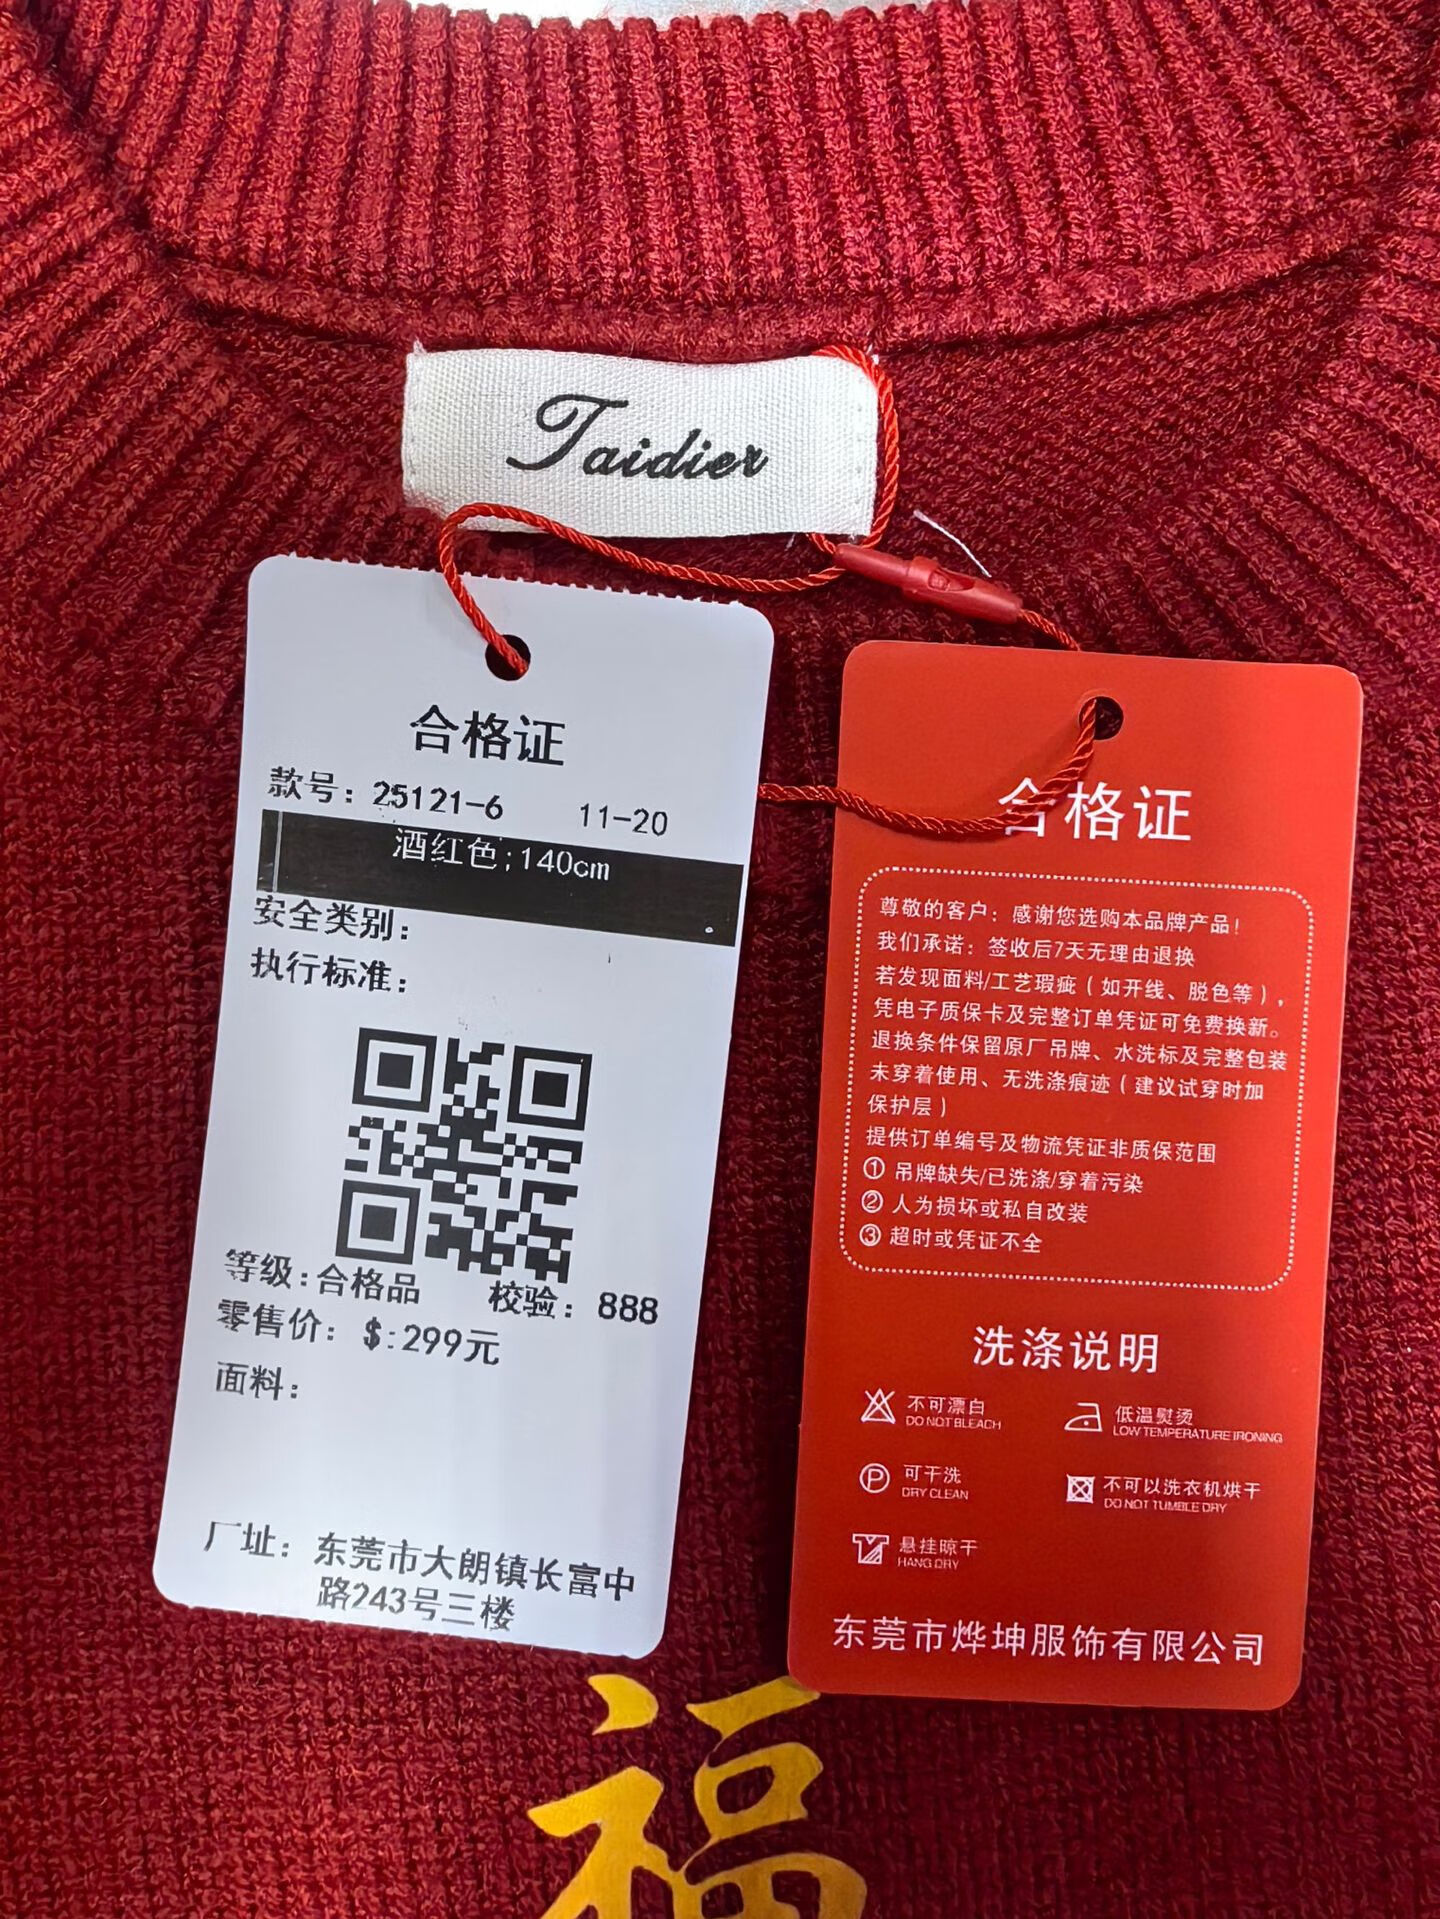 Taidier
合格证
款号：25121-6 11-20
酒红色;140cm
安全类别：
执行标准：
等级：合格品 校验：888
零售价：$:299元
面料：
厂址：东莞市大朗镇长富中
路243号三楼
合格证
尊敬的客户：感谢您选购本品牌产品！
我们承诺：签收后7天无理由退换
若发现面料/工艺瑕疵（如开线、脱色等），
凭电子质保卡及完整订单凭证可免费换新。
退换条件保留原厂吊牌、水洗标及完整包装
未穿着使用、无洗涤痕迹（建议试穿时加
保护层）
提供订单编号及物流凭证非质保范围
① 吊牌缺失/已洗涤/穿着污染
② 人为损坏或私自改装
③ 超时或凭证不全
洗涤说明
不可漂白
DO NOT BLEACH
低温熨烫
LOW TEMPERATURE IRONING
P
可干洗
DRY CLEAN
不可以洗衣机烘干
DO NOT TUMBLE DRY
悬挂晾干
HANG DRY
东莞市烨坤服饰有限公司
福